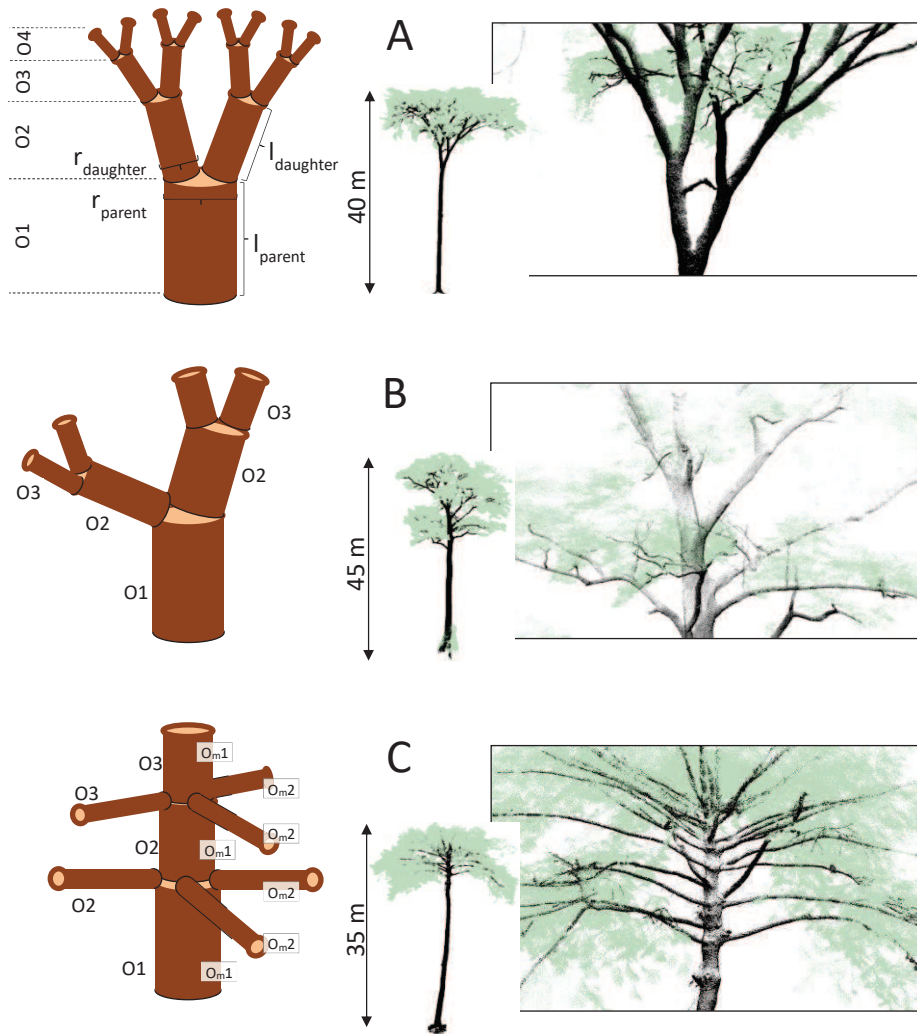 A
O4
O3
O2
O1
r daughter
l daughter
r parent
l parent
40 m
B
O3
O2
O3
O2
O1
45 m
C
O3
Om1
O3
Om2
Om2
O2
Om1
O2
Om2
Om2
O1
Om1
35 m